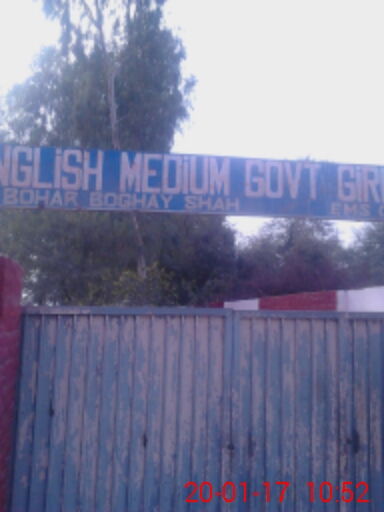 NGLiSH MEDiUM GOVT GiR
BOHAR BOGHAY SHAH EMS
20-01-17 10:52